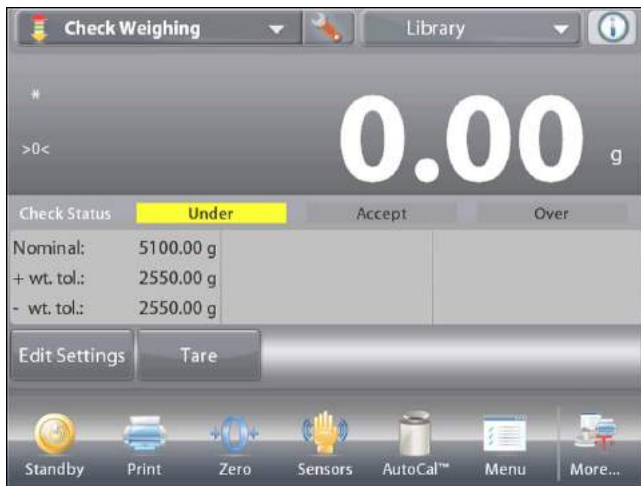 Check Weighing Library
*
>0<
0.00 g
Check Status Under Accept Over
Nominal: 5100.00 g
+ wt. tol.: 2550.00 g
- wt. tol.: 2550.00 g
Edit Settings Tare
Standby Print Zero Sensors AutoCal™ Menu More...